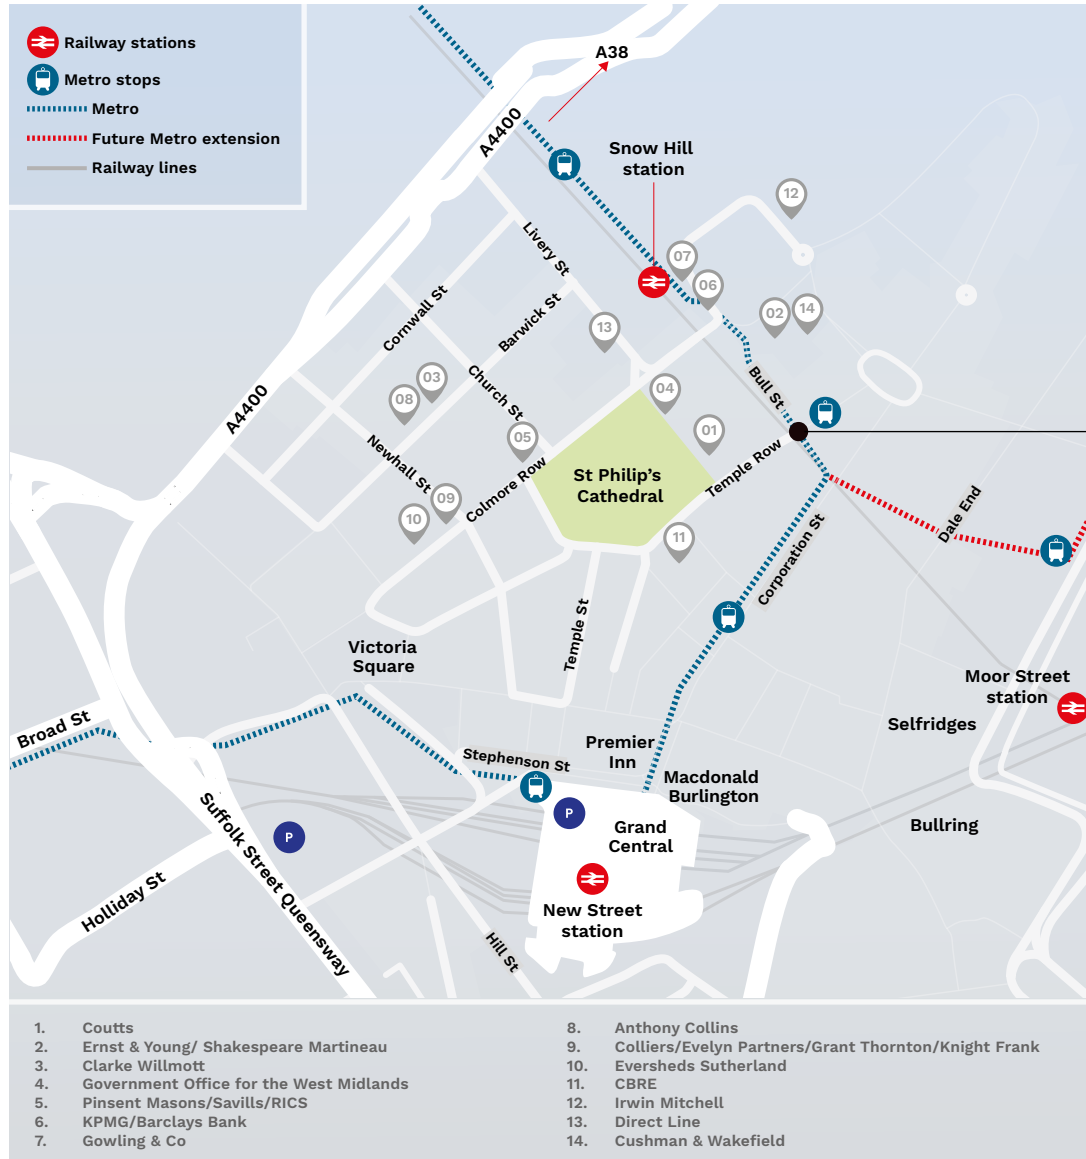 Railway stations
Metro stops
Metro
Future Metro extension
Railway lines
A38
A4400
Snow Hill
station
12
Livery St
07
06
02
14
Cornwall St
Barwick St
13
Bull St
03
08
Church St
04
A4400
05
01
Newhall St
Colmore Row
St Philip's
Cathedral
Temple Row
09
10
11
Corporation St
Dale End
Temple St
Victoria
Square
Moor Street
station
Broad St
Selfridges
Stephenson St
Premier
Inn
Macdonald
Burlington
P
P
Grand
Central
Bullring
Suffolk Street Queensway
Holliday St
New Street
station
Hill St
1. Coutts
2. Ernst & Young/ Shakespeare Martineau
3. Clarke Willmott
4. Government Office for the West Midlands
5. Pinsent Masons/Savills/RICS
6. KPMG/Barclays Bank
7. Gowling & Co
8. Anthony Collins
9. Colliers/Evelyn Partners/Grant Thornton/Knight Frank
10. Eversheds Sutherland
11. CBRE
12. Irwin Mitchell
13. Direct Line
14. Cushman & Wakefield